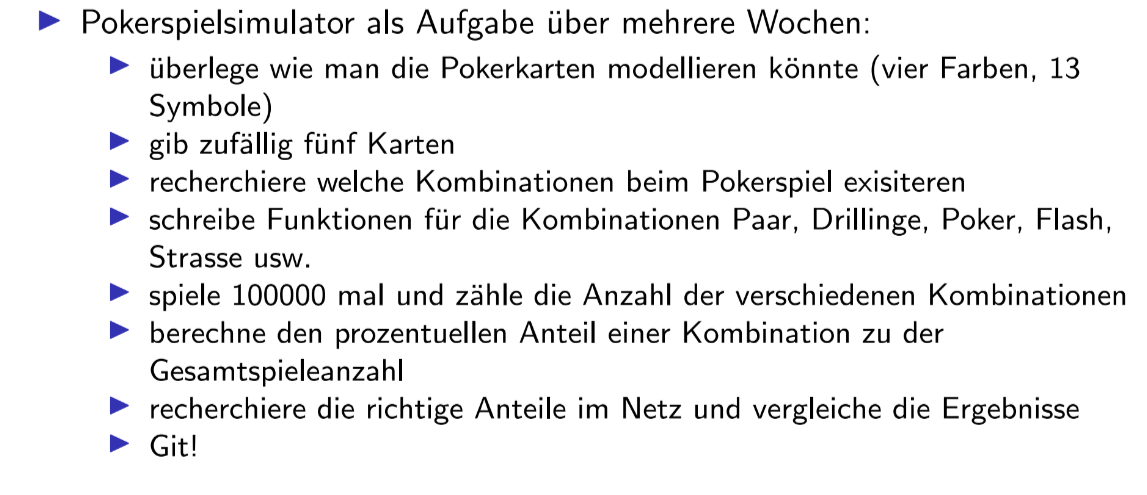 Pokerspielsimulator als Aufgabe über mehrere Wochen:
überlege wie man die Pokerkarten modellieren könnte (vier Farben, 13
Symbole)
gib zufällig fünf Karten
recherchiere welche Kombinationen beim Pokerspiel exisiteren
schreibe Funktionen für die Kombinationen Paar, Drillinge, Poker, Flash,
Strasse usw.
spiele 100000 mal und zähle die Anzahl der verschiedenen Kombinationen
berechne den prozentuellen Anteil einer Kombination zu der
Gesamtspieleanzahl
recherchiere die richtige Anteile im Netz und vergleiche die Ergebnisse
Git!